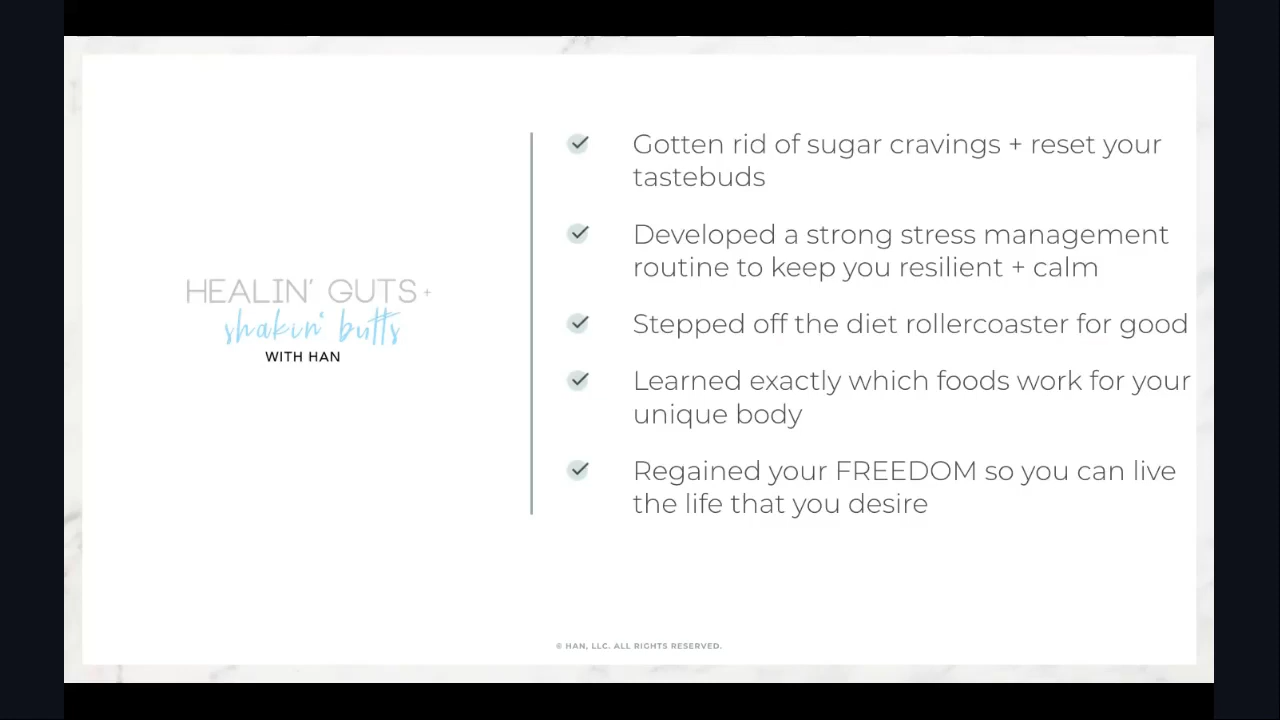 HEALIN' GUTS +
shakin' butts
WITH HAN
Gotten rid of sugar cravings + reset your
tastebuds
Developed a strong stress management
routine to keep you resilient + calm
Stepped off the diet rollercoaster for good
Learned exactly which foods work for your
unique body
Regained your FREEDOM so you can live
the life that you desire
© HAN, LLC. ALL RIGHTS RESERVED.